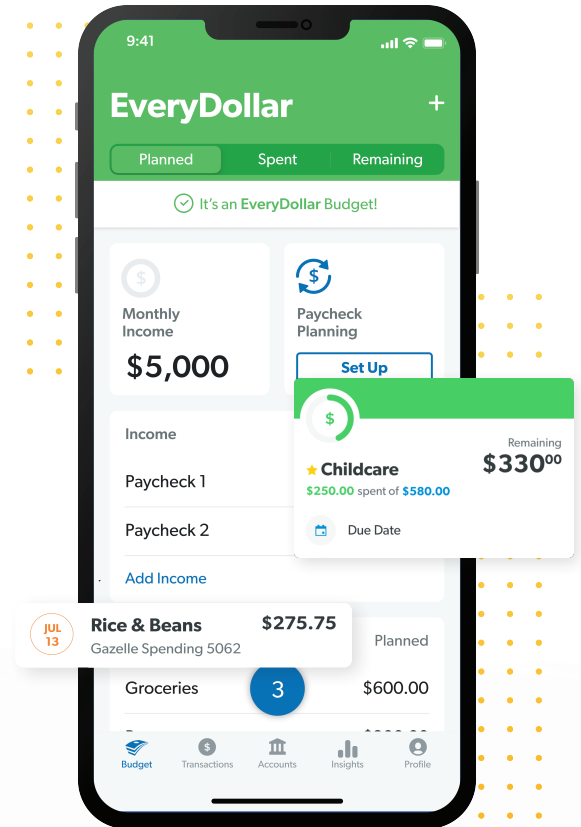 9:41
EveryDollar
+
Planned Spent Remaining
It's an EveryDollar Budget!
$
Monthly
Income
$5,000
$
Paycheck
Planning
Set Up
$
Remaining
$330⁰⁰
Childcare
$250.00 spent of $580.00
Due Date
Income
Paycheck 1
Paycheck 2
Add Income
JUL
13
Rice & Beans $275.75
Gazelle Spending 5062
Planned
Groceries $600.00
3
$
Budget Transactions Accounts Insights Profile